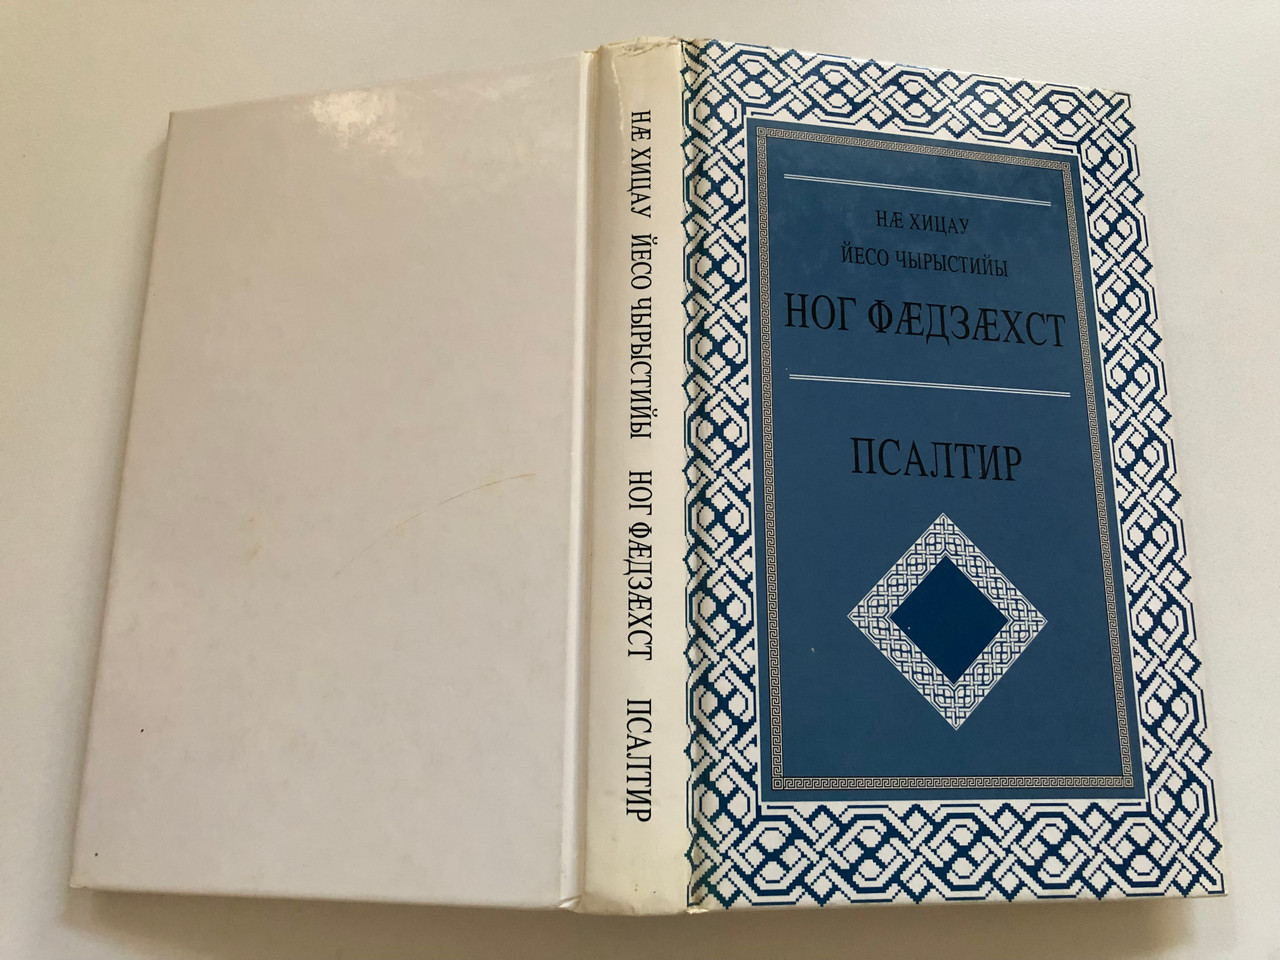 НÆ ХИЦАУ ЙЕСО ЧЫРЫСТИЙЫ НОГ ФÆДЗÆХСТ ПСАЛТИР
НÆ ХИЦАУ
ЙЕСО ЧЫРЫСТИЙЫ
НОГ ФÆДЗÆХСТ
ПСАЛТИР